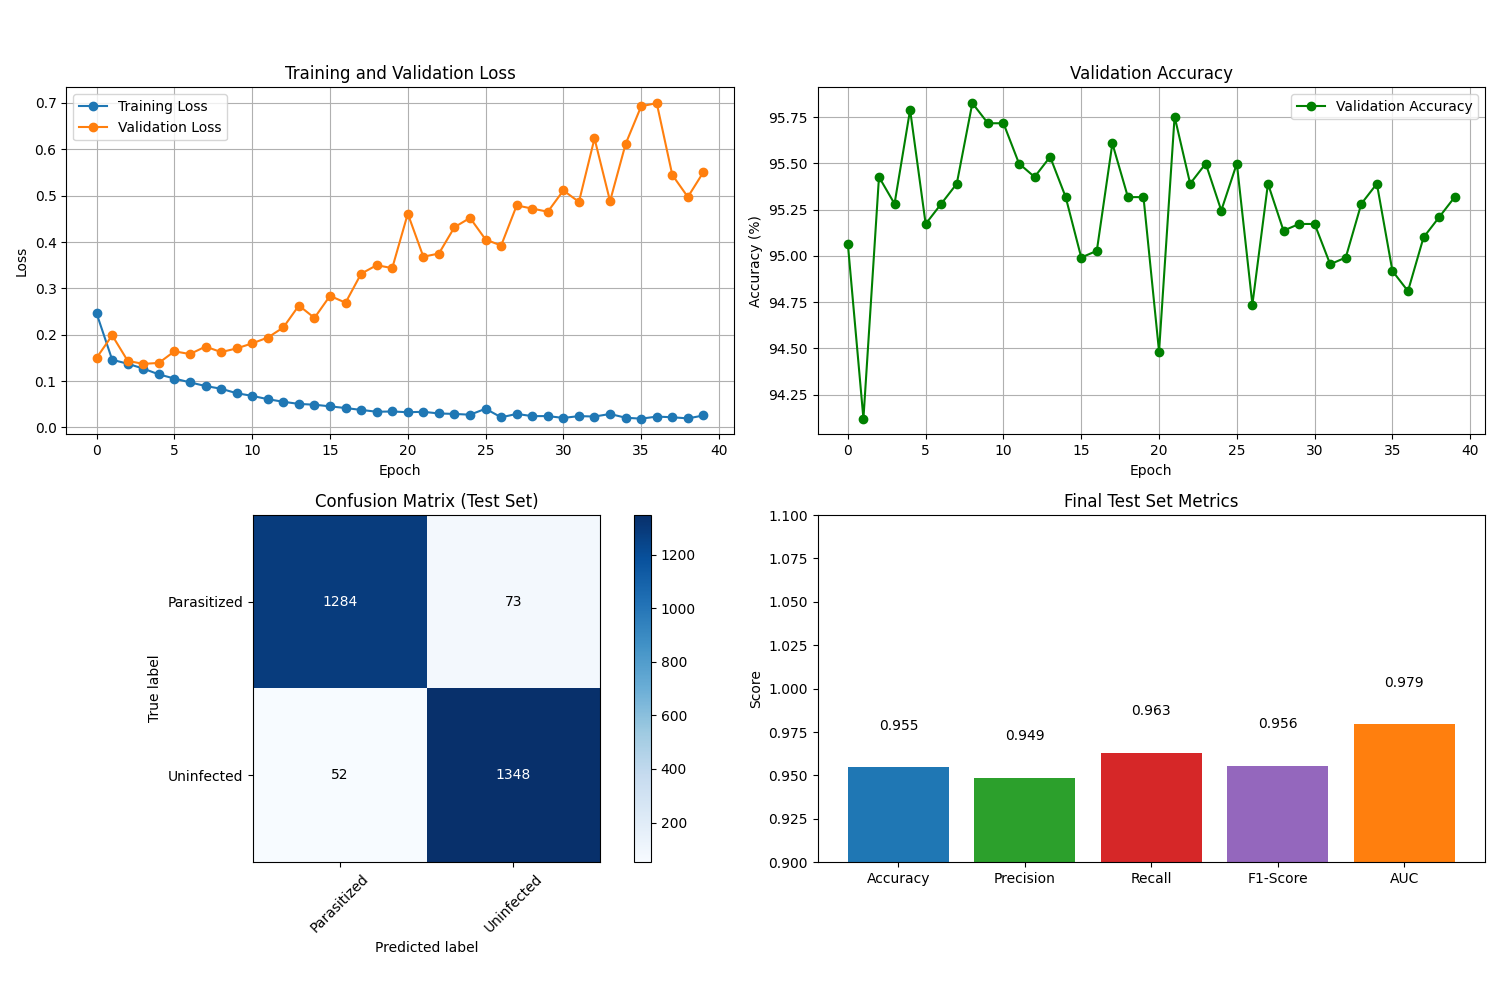 Training and Validation Loss
Training Loss
Validation Loss
0.7
0.6
0.5
0.4
0.3
0.2
0.1
0.0
Loss
0 5 10 15 20 25 30 35 40
Epoch
Validation Accuracy
Validation Accuracy
95.75
95.50
95.25
95.00
94.75
94.50
94.25
Accuracy (%)
0 5 10 15 20 25 30 35 40
Epoch
Confusion Matrix (Test Set)
True label
Parasitized
1284 73
Uninfected
52 1348
Parasitized Uninfected
Predicted label
1200
1000
800
600
400
200
Final Test Set Metrics
1.100
1.075
1.050
1.025
1.000
0.975
0.950
0.925
0.900
Score
0.955 0.949 0.963 0.956 0.979
Accuracy Precision Recall F1-Score AUC